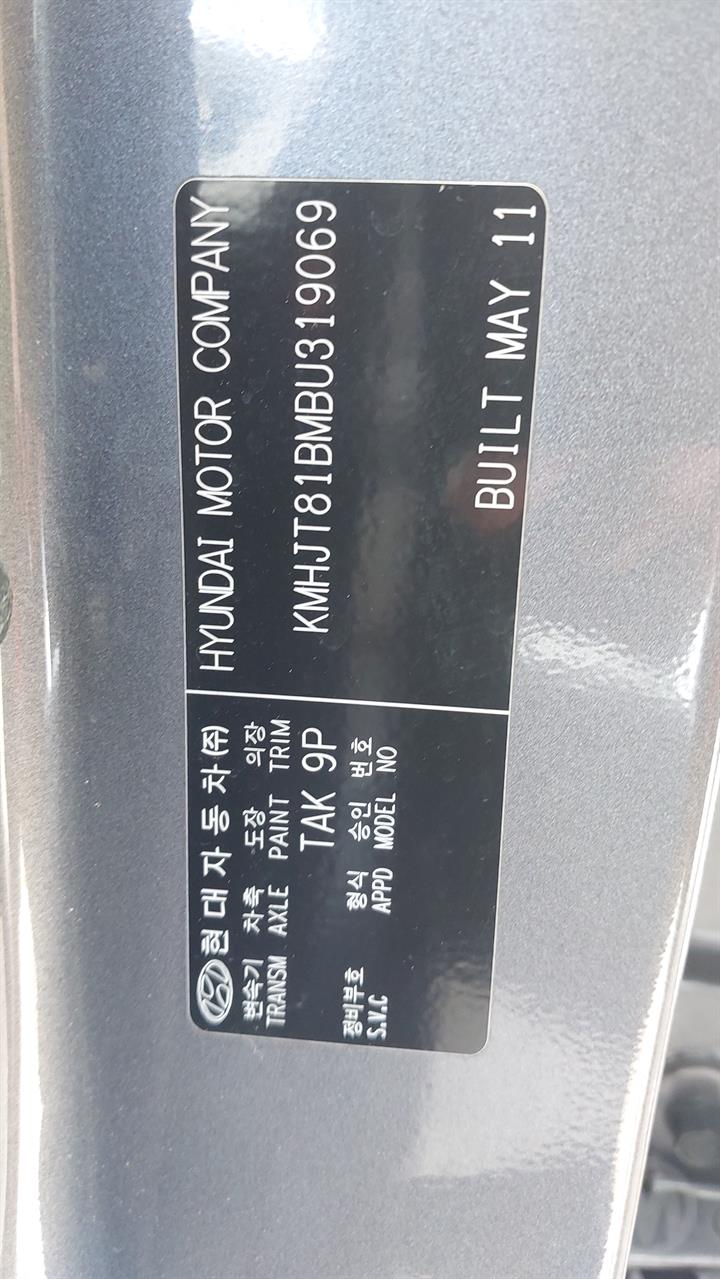 현대자동차(주)
변속기 차축 도장 의장
TRANSM AXLE PAINT TRIM
TAK 9P
정비부호 형식 승인 번호
S.V.C APPD MODEL NO
HYUNDAI MOTOR COMPANY
KMHJT81BMBU319069
BUILT MAY 11